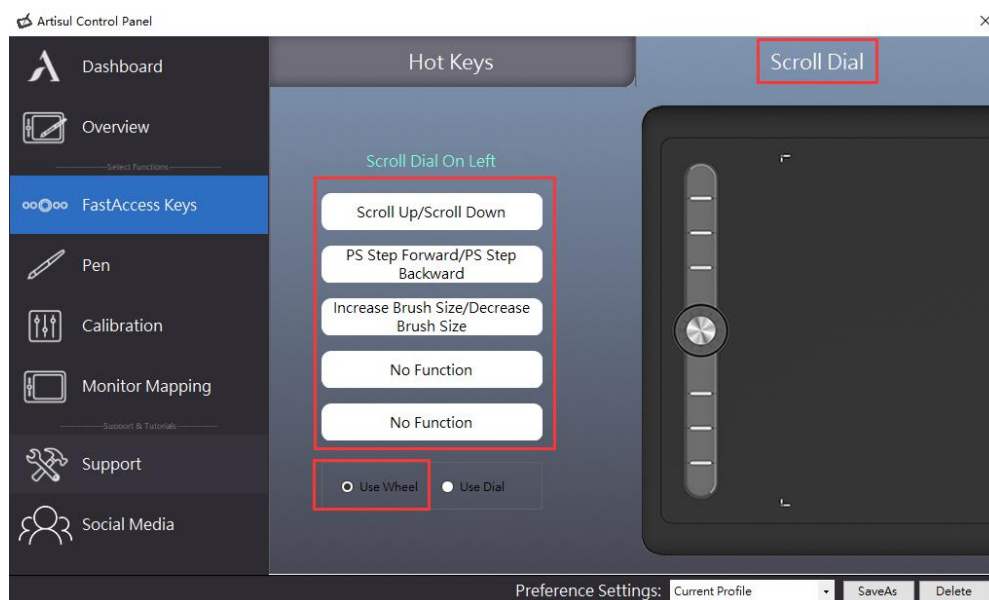 Artisul Control Panel
Dashboard
Overview
Select Functions
FastAccess Keys
Pen
Calibration
Monitor Mapping
Support & Tutorials
Support
Social Media
Hot Keys
Scroll Dial
Scroll Dial On Left
Scroll Up/Scroll Down
PS Step Forward/PS Step
Backward
Increase Brush Size/Decrease
Brush Size
No Function
No Function
Use Wheel
Use Dial
Preference Settings:
Current Profile
SaveAs
Delete